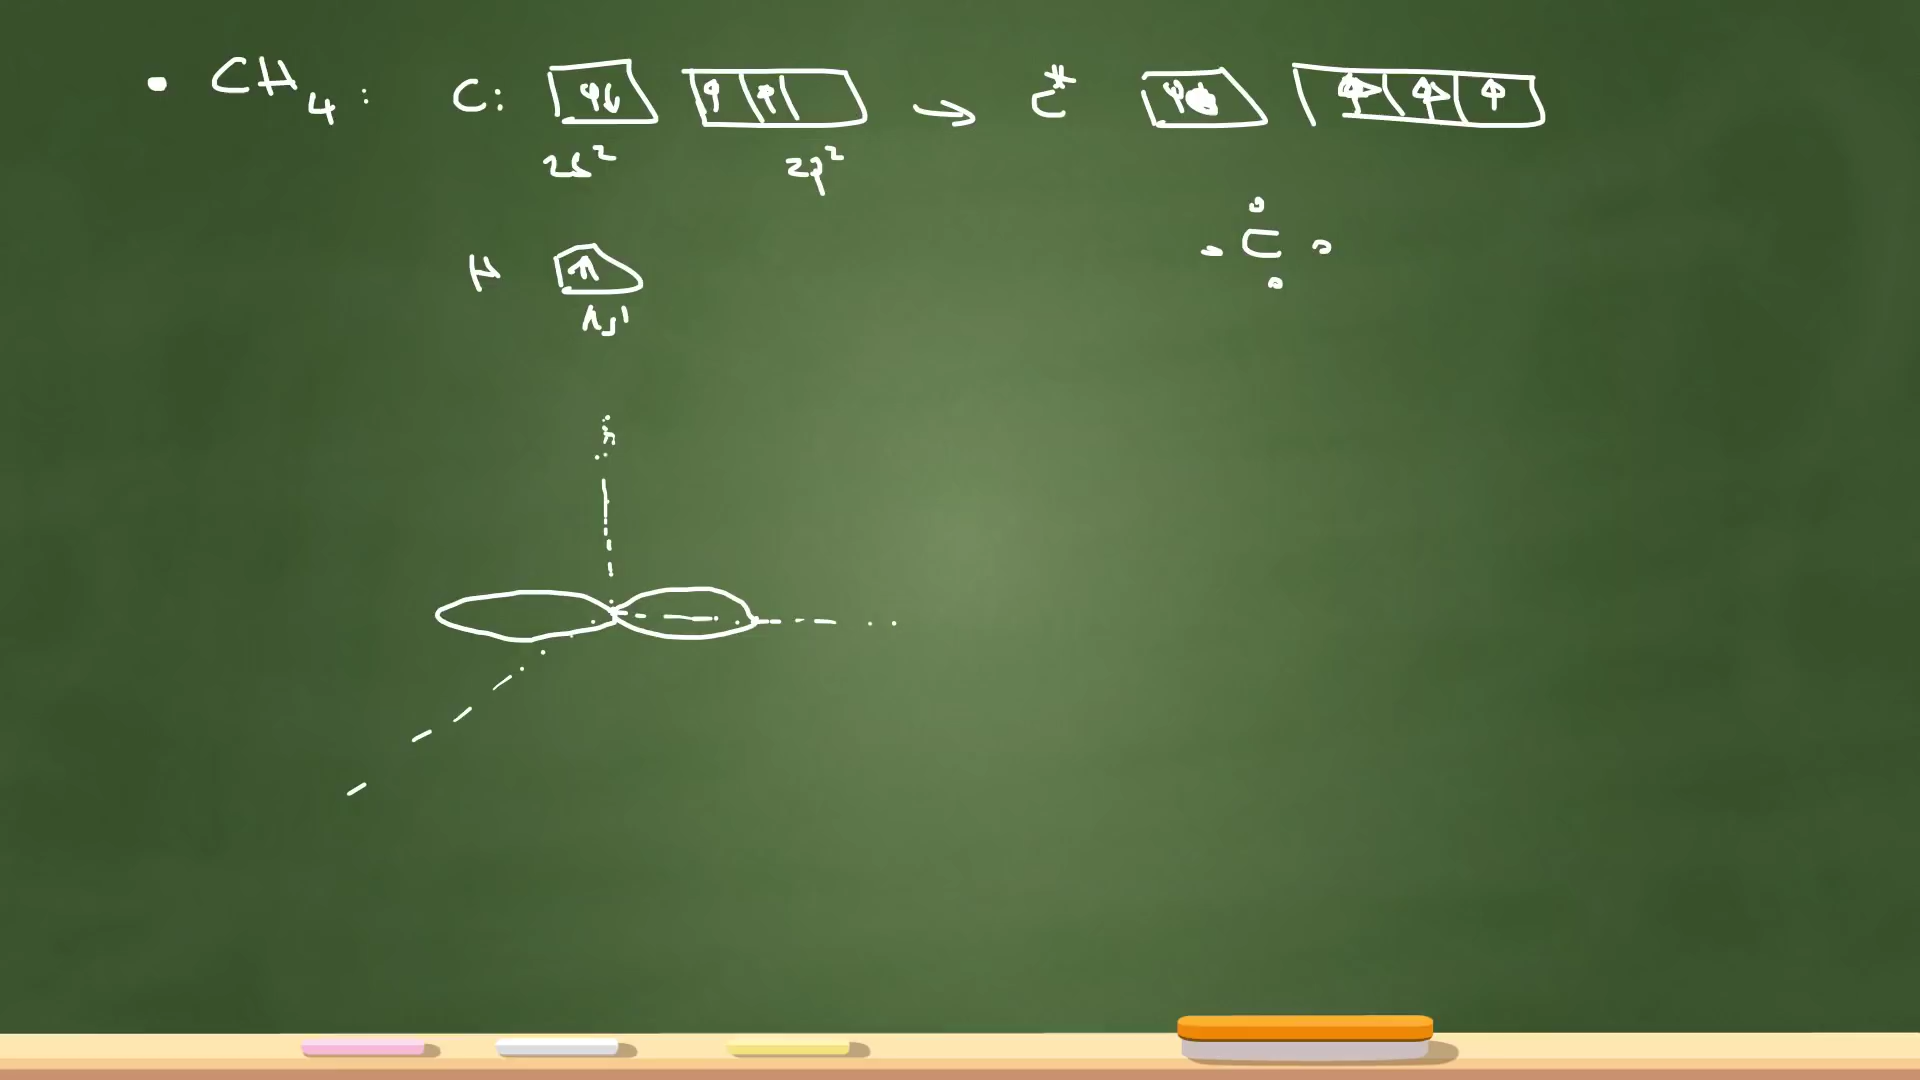 • CH₄: C: ↑↓ ↑ ↑ → C* ↑ ↑ ↑ ↑
2s² 2p²
C
H ↑
1s¹